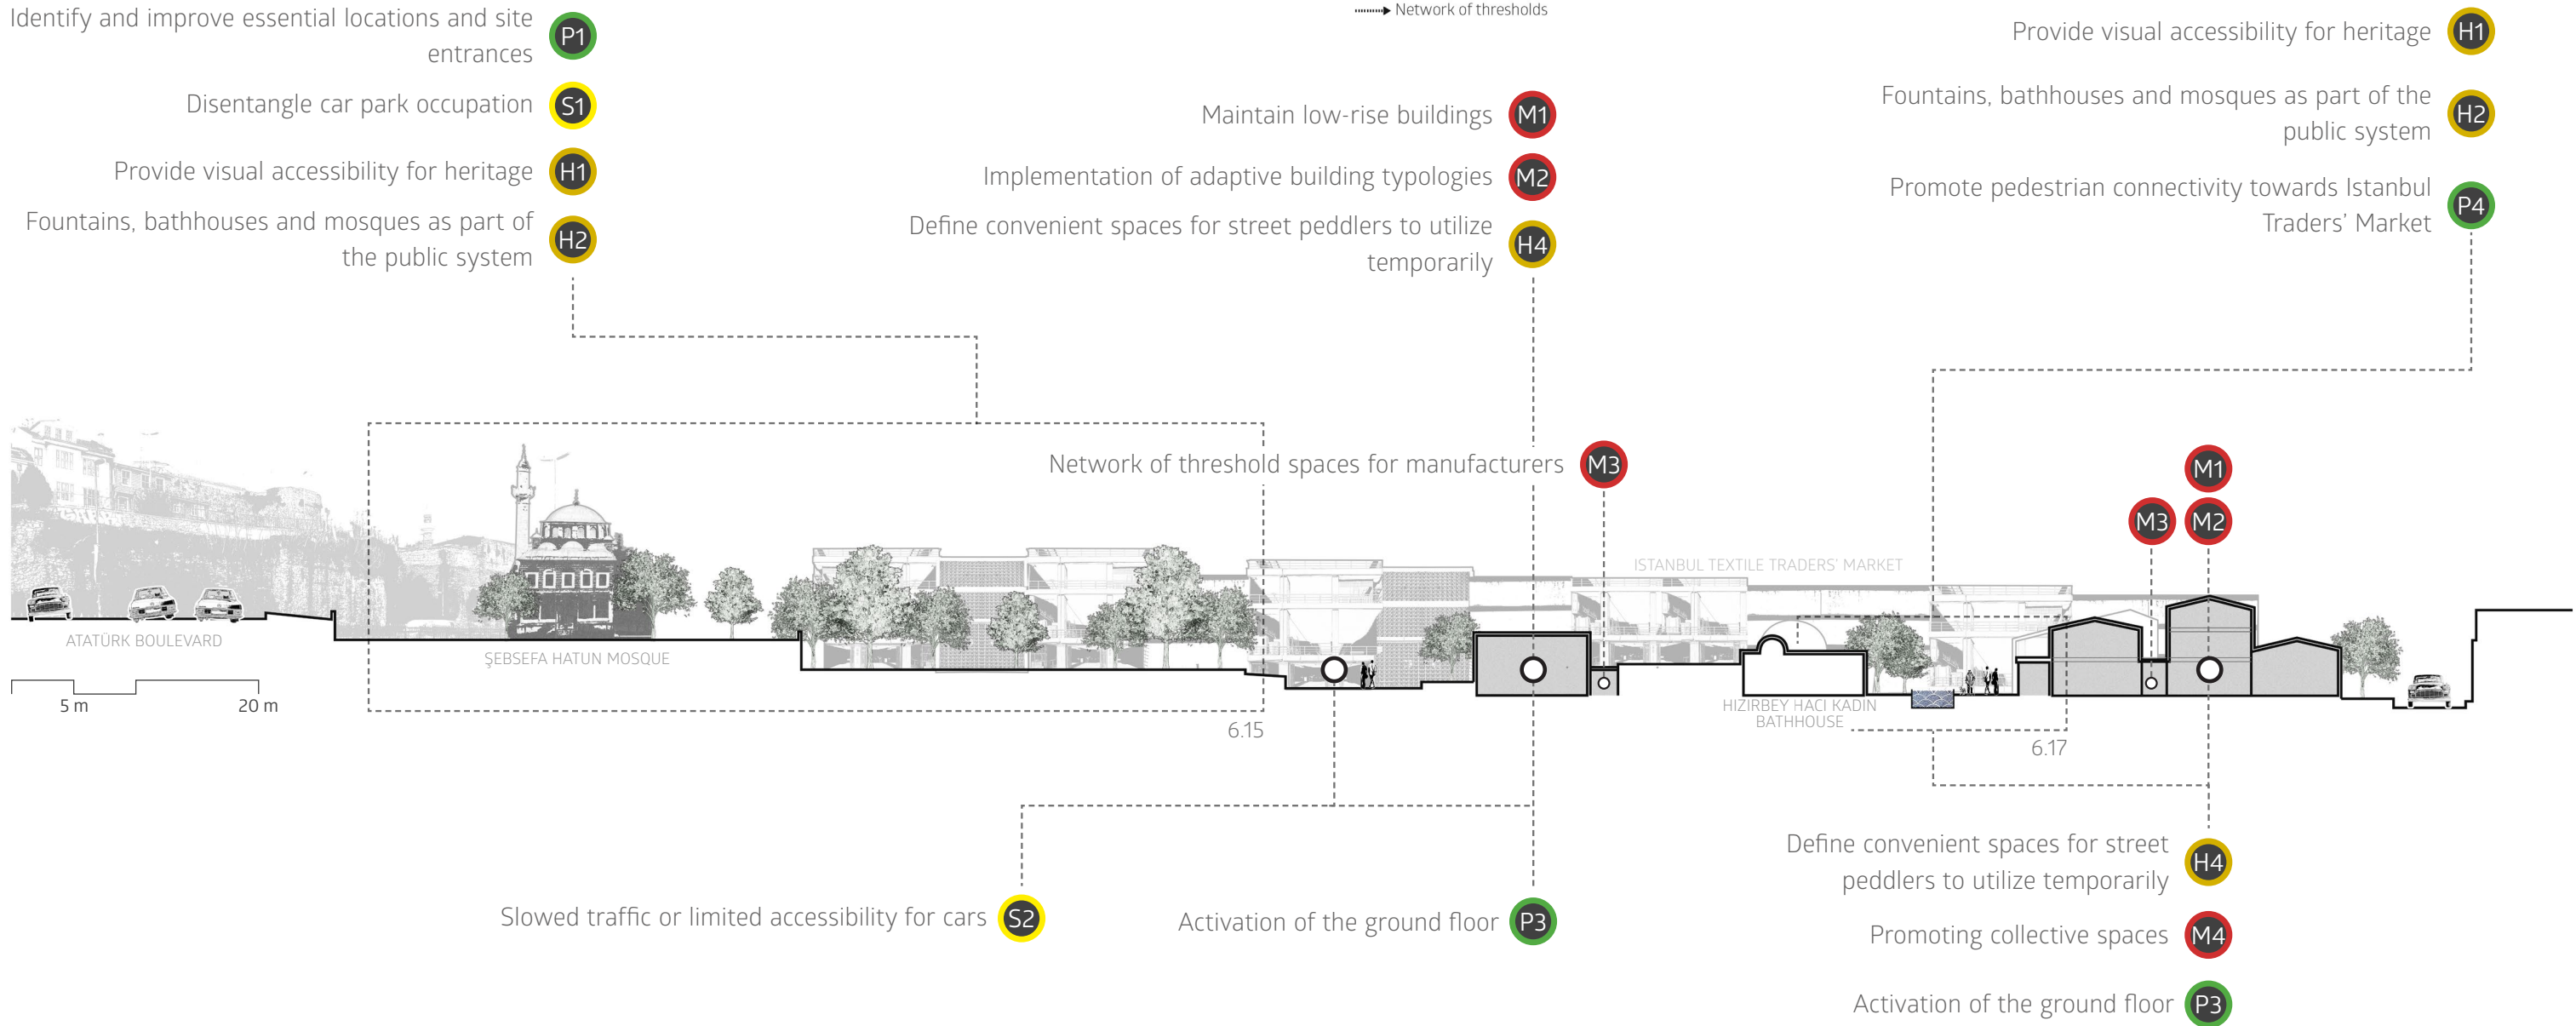 Network of thresholds
Identify and improve essential locations and site
entrances
P1
Disentangle car park occupation
S1
Provide visual accessibility for heritage
H1
Fountains, bathhouses and mosques as part of
the public system
H2
Maintain low-rise buildings
M1
Implementation of adaptive building typologies
M2
Define convenient spaces for street peddlers to utilize
temporarily
H4
Provide visual accessibility for heritage
H1
Fountains, bathhouses and mosques as part of the
public system
H2
Promote pedestrian connectivity towards Istanbul
Traders' Market
P4
Network of threshold spaces for manufacturers
M3
M1
M3
M2
ISTANBUL TEXTILE TRADERS' MARKET
ATATÜRK BOULEVARD
ŞEBSEFA HATUN MOSQUE
5 m
20 m
HIZIRBEY HACI KADIN
BATHHOUSE
6.15
6.17
Slowed traffic or limited accessibility for cars
S2
Activation of the ground floor
P3
Define convenient spaces for street
peddlers to utilize temporarily
H4
Promoting collective spaces
M4
Activation of the ground floor
P3